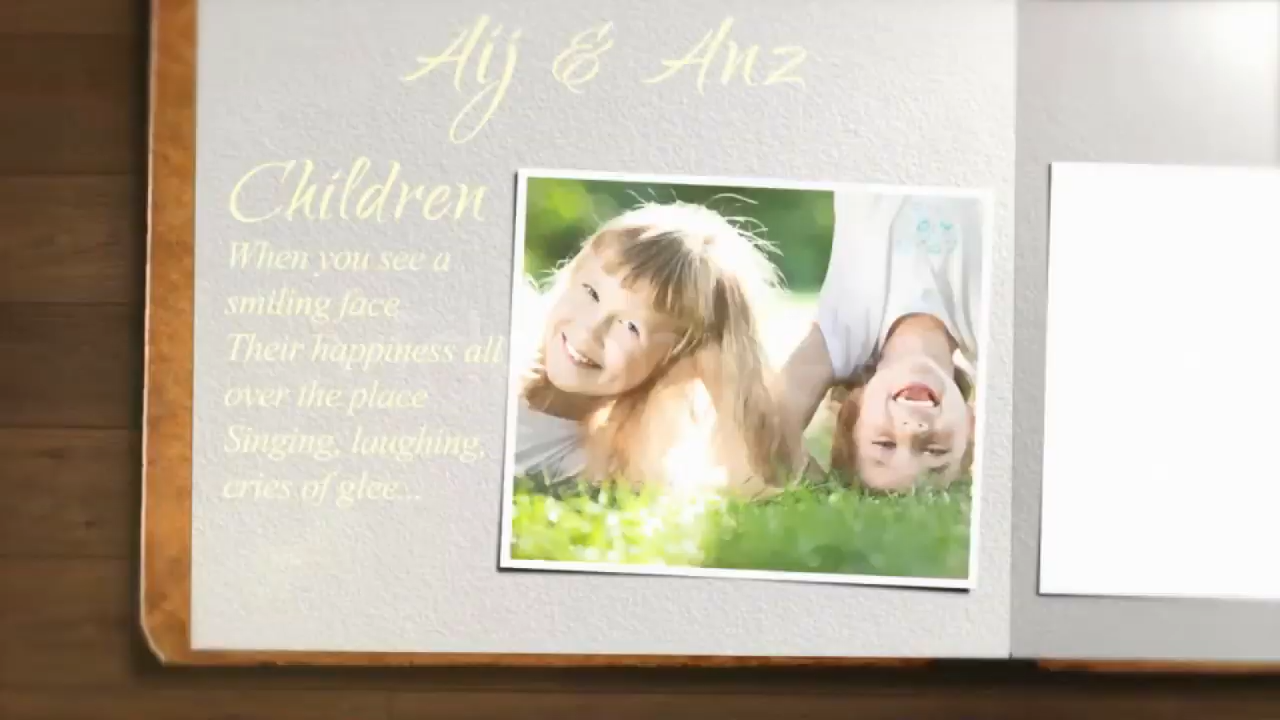 Aij & Anz
Children
When you see a
smiling face
Their happiness all
over the place
Singing, laughing,
cries of glee...